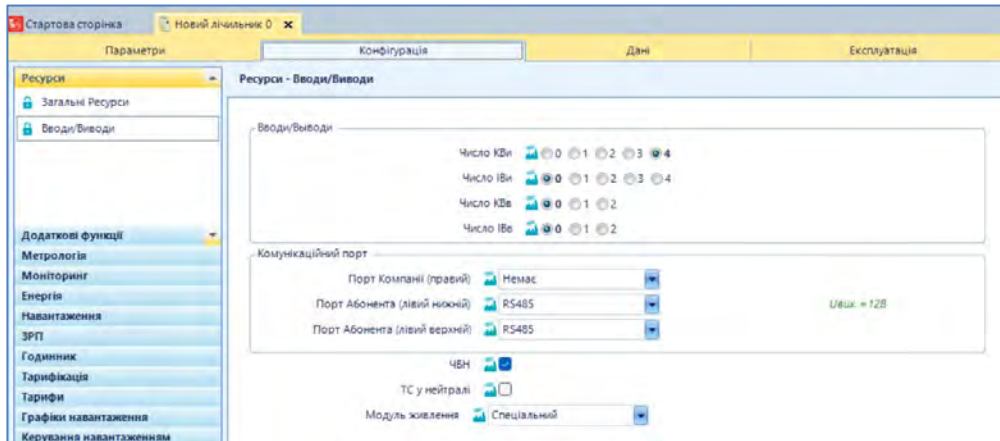 Стартова сторінка Новий лічильник 0 ×
Параметри Конфігурація Дані Експлуатація
Ресурси
Загальні Ресурси
Вводи/Виводи
Додаткові функції
Метрологія
Моніторинг
Енергія
Навантаження
ЗРП
Годинник
Тарифікація
Тарифи
Графіки навантаження
Керування навантаженням
Ресурси - Вводи/Виводи
Вводи/Выводи
Число КВи 0 1 2 3 4
Число ІВи 0 1 2 3 4
Число КВв 0 1 2
Число ІВв 0 1 2
Комунікаційний порт
Порт Компанії (правий) Немає
Порт Абонента (лівий нижній) RS485
Uвих. = 12В
Порт Абонента (лівий верхній) RS485
ЧБН
ТС у нейтралі
Модуль живлення Спеціальний